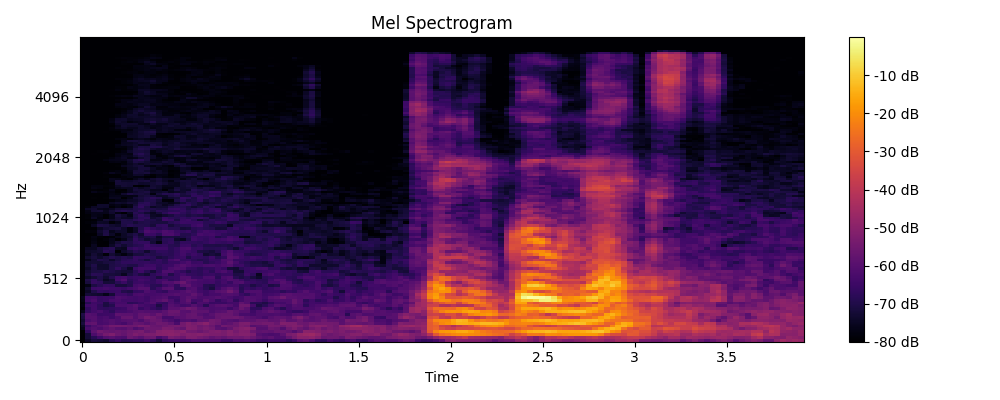 Mel Spectrogram
Hz
4096
2048
1024
512
0
0
0.5
1
1.5
2
2.5
3
3.5
Time
-10 dB
-20 dB
-30 dB
-40 dB
-50 dB
-60 dB
-70 dB
-80 dB